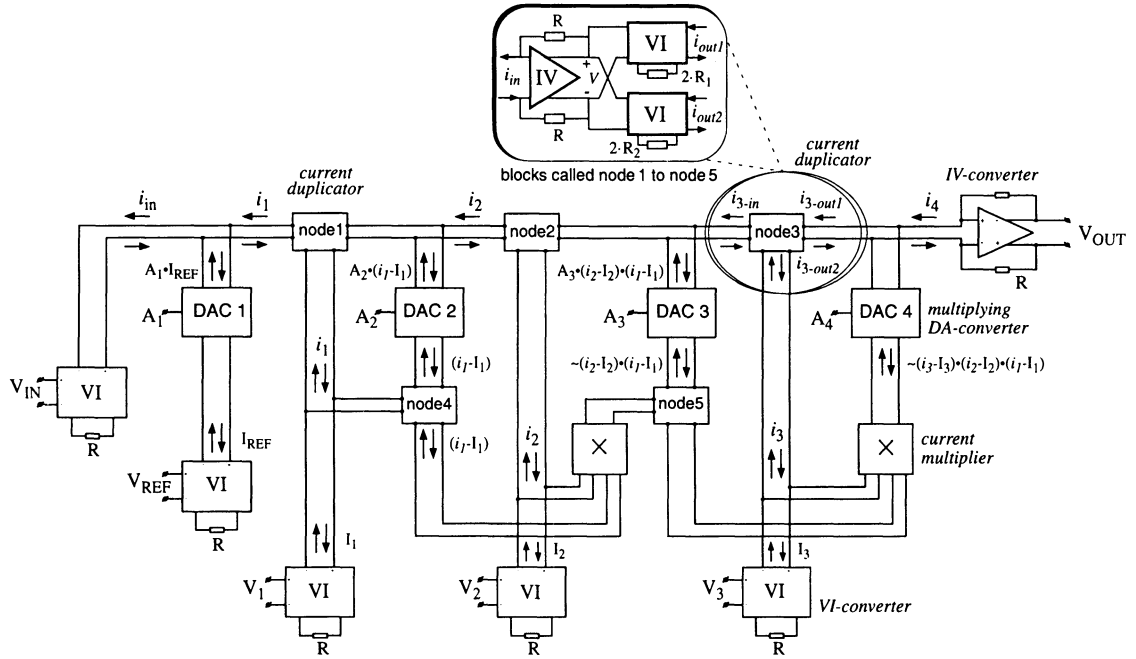 R
VI
i_out1
i_in
IV
+
V
-
2·R_1
VI
i_out2
R
2·R_2
blocks called node 1 to node 5
current duplicator
current duplicator
IV-converter
i_in
i_1
i_2
i_3-in
i_3-out1
i_4
node1
node2
node3
V_OUT
i_3-out2
R
A_1•I_REF
A_2•(i_1-I_1)
A_3•(i_2-I_2)•(i_1-I_1)
A_1
DAC 1
A_2
DAC 2
A_3
DAC 3
A_4
DAC 4
multiplying DA-converter
i_1
(i_1-I_1)
~(i_2-I_2)•(i_1-I_1)
~(i_3-I_3)•(i_2-I_2)•(i_1-I_1)
V_IN
VI
R
node4
node5
I_REF
(i_1-I_1)
i_2
×
i_3
×
current multiplier
V_REF
VI
R
I_1
I_2
I_3
V_1
VI
V_2
VI
V_3
VI
VI-converter
R
R
R